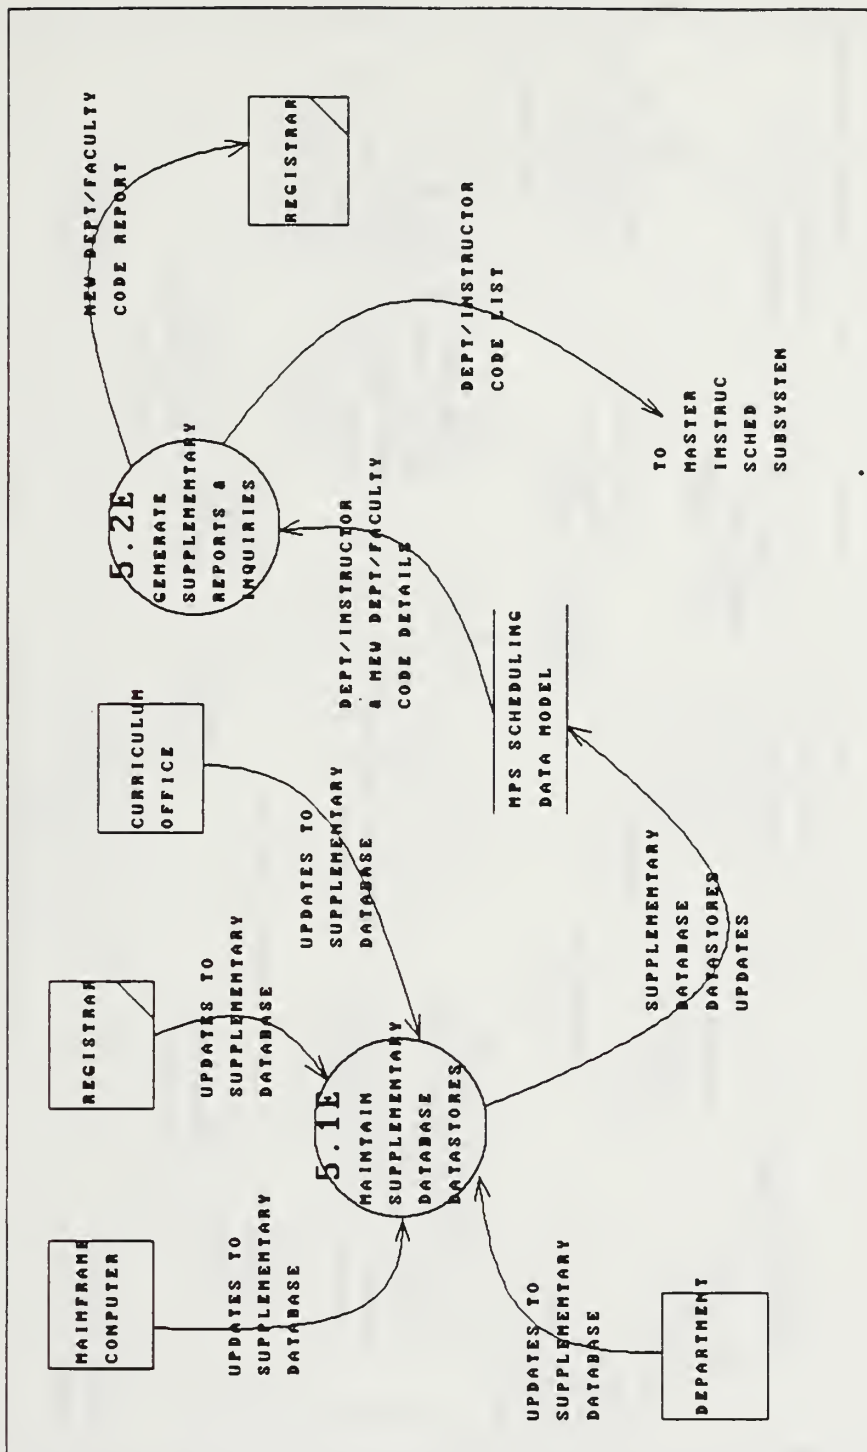 MAINFRAME
COMPUTER
REGISTRAR
CURRICULUM
OFFICE
DEPARTMENT
UPDATES TO
SUPPLEMENTARY
DATABASE
UPDATES TO
SUPPLEMENTARY
DATABASE
UPDATES TO
SUPPLEMENTARY
DATABASE
UPDATES TO
SUPPLEMENTARY
DATABASE
5.1E
MAINTAIN
SUPPLEMENTARY
DATABASE
DATASTORES
SUPPLEMENTARY
DATABASE
DATASTORES
UPDATES
NPS SCHEDULING
DATA MODEL
DEPT/INSTRUCTOR
& NEW DEPT/FACULTY
CODE DETAILS
5.2E
GENERATE
SUPPLEMENTARY
REPORTS &
INQUIRIES
NEW DEPT/FACULTY
CODE REPORT
REGISTRAR
DEPT/INSTRUCTOR
CODE LIST
TO
MASTER
INSTRUC
SCHED
SUBSYSTEM